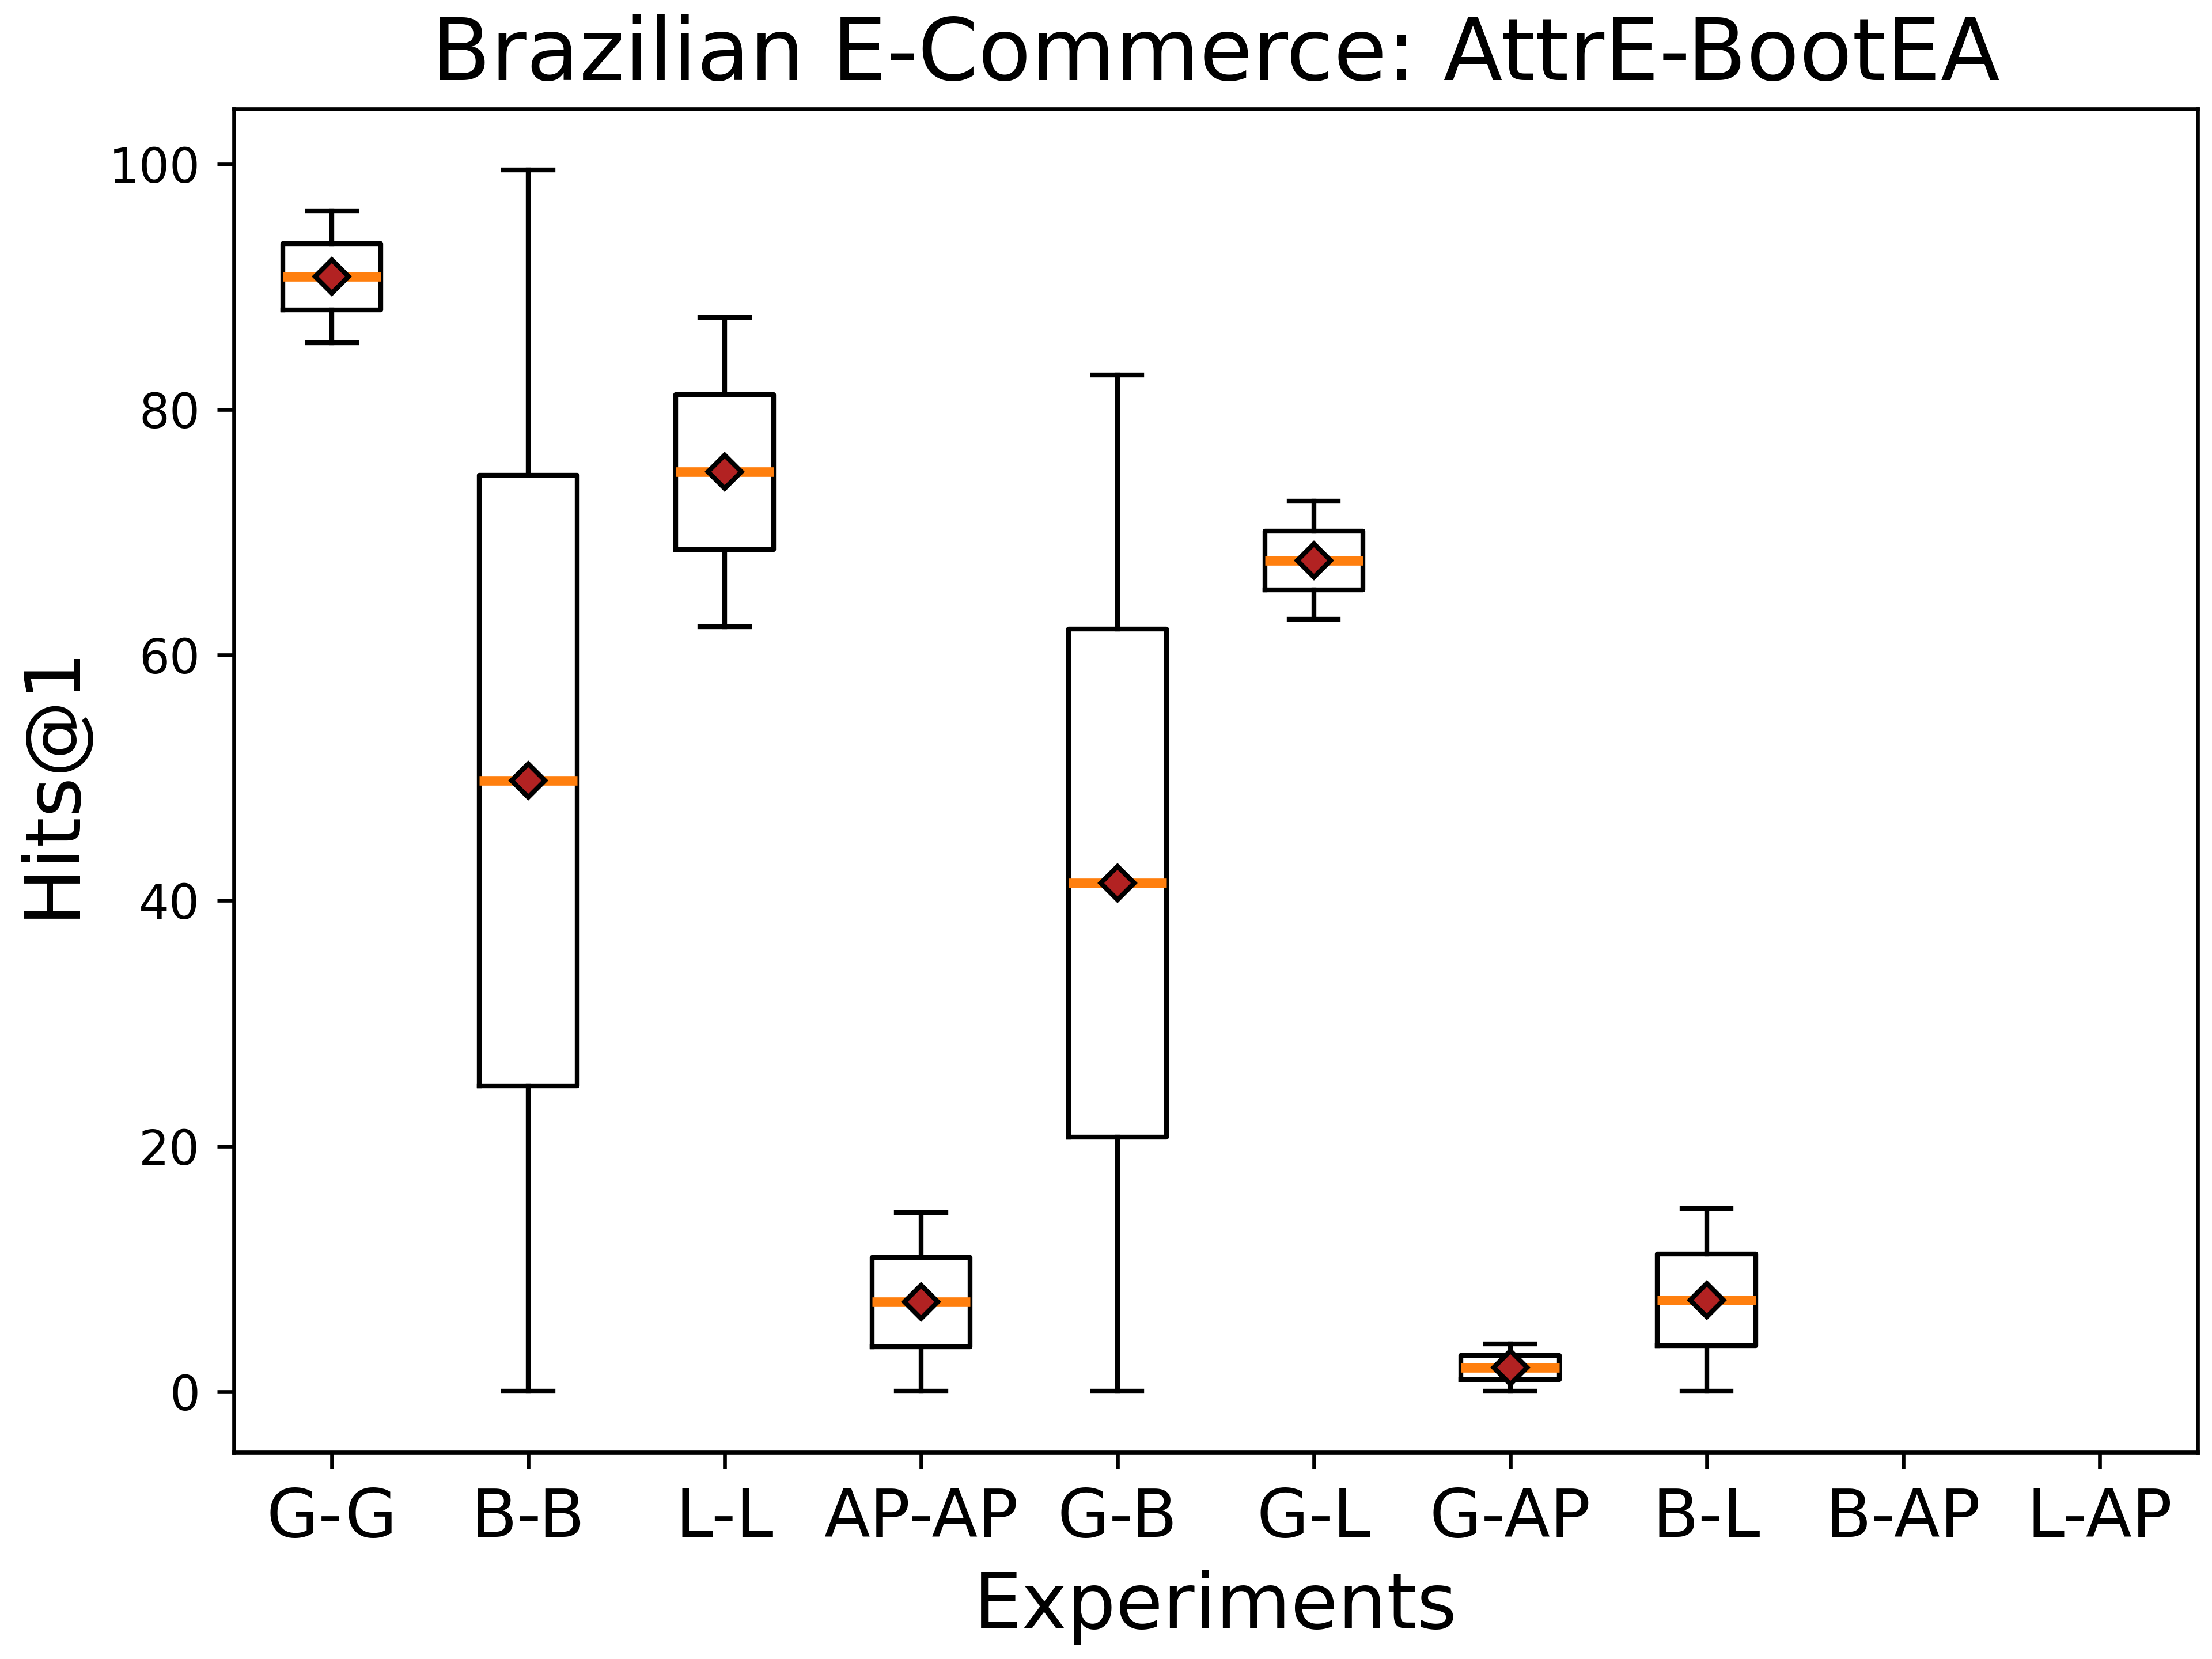 Brazilian E-Commerce: AttrE-BootEA
Hits@1
100
80
60
40
20
0
G-G B-B L-L AP-AP G-B G-L G-AP B-L B-AP L-AP
Experiments